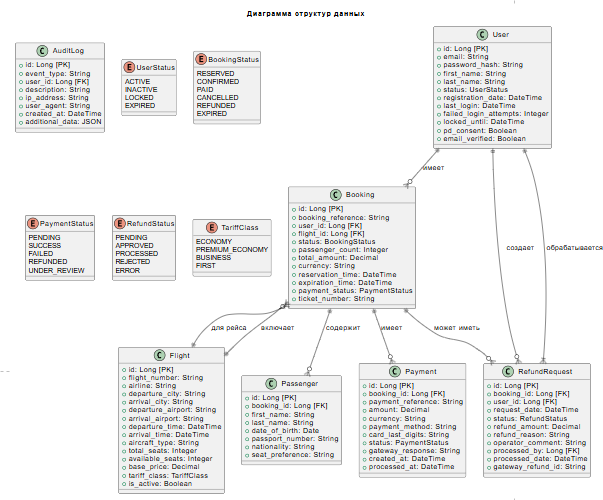 Диаграмма структур данных
C AuditLog
id: Long [PK]
event_type: String
user_id: Long [FK]
description: String
ip_address: String
user_agent: String
created_at: DateTime
additional_data: JSON
E UserStatus
ACTIVE
INACTIVE
LOCKED
EXPIRED
E BookingStatus
RESERVED
CONFIRMED
PAID
CANCELLED
REFUNDED
EXPIRED
C User
id: Long [PK]
email: String
password_hash: String
first_name: String
last_name: String
status: UserStatus
registration_date: DateTime
last_login: DateTime
failed_login_attempts: Integer
locked_until: DateTime
pd_consent: Boolean
email_verified: Boolean
имеет
E PaymentStatus
PENDING
SUCCESS
FAILED
REFUNDED
UNDER_REVIEW
E RefundStatus
PENDING
APPROVED
PROCESSED
REJECTED
ERROR
E TariffClass
ECONOMY
PREMIUM_ECONOMY
BUSINESS
FIRST
C Booking
id: Long [PK]
booking_reference: String
user_id: Long [FK]
flight_id: Long [FK]
status: BookingStatus
passenger_count: Integer
total_amount: Decimal
currency: String
reservation_time: DateTime
expiration_time: DateTime
payment_status: PaymentStatus
ticket_number: String
создает
обрабатывается
для рейса
включает
содержит
имеет
может иметь
C Flight
id: Long [PK]
flight_number: String
airline: String
departure_city: String
arrival_city: String
departure_airport: String
arrival_airport: String
departure_time: DateTime
arrival_time: DateTime
aircraft_type: String
total_seats: Integer
available_seats: Integer
base_price: Decimal
tariff_class: TariffClass
is_active: Boolean
C Passenger
id: Long [PK]
booking_id: Long [FK]
first_name: String
last_name: String
date_of_birth: Date
passport_number: String
nationality: String
seat_preference: String
C Payment
id: Long [PK]
booking_id: Long [FK]
payment_reference: String
amount: Decimal
currency: String
payment_method: String
card_last_digits: String
status: PaymentStatus
gateway_response: String
created_at: DateTime
processed_at: DateTime
C RefundRequest
id: Long [PK]
booking_id: Long [FK]
user_id: Long [FK]
request_date: DateTime
status: RefundStatus
refund_amount: Decimal
refund_reason: String
operator_comment: String
processed_by: Long [FK]
processed_date: DateTime
gateway_refund_id: String